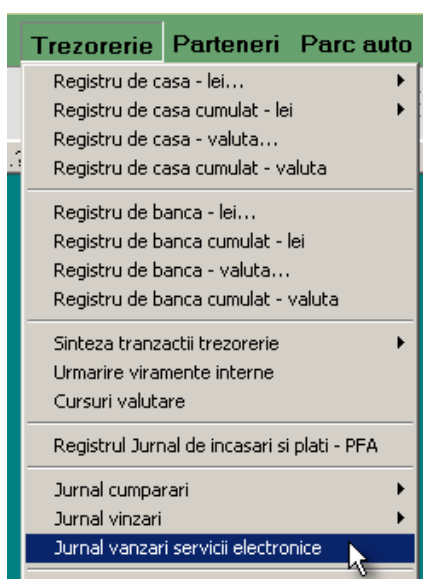 Trezorerie Parteneri Parc auto
Registru de casa - lei...
Registru de casa cumulat - lei
Registru de casa - valuta...
Registru de casa cumulat - valuta
Registru de banca - lei...
Registru de banca cumulat - lei
Registru de banca - valuta...
Registru de banca cumulat - valuta
Sinteza tranzactii trezorerie
Urmarire viramente interne
Cursuri valutare
Registrul Jurnal de incasari si plati - PFA
Jurnal cumparari
Jurnal vinzari
Jurnal vanzari servicii electronice